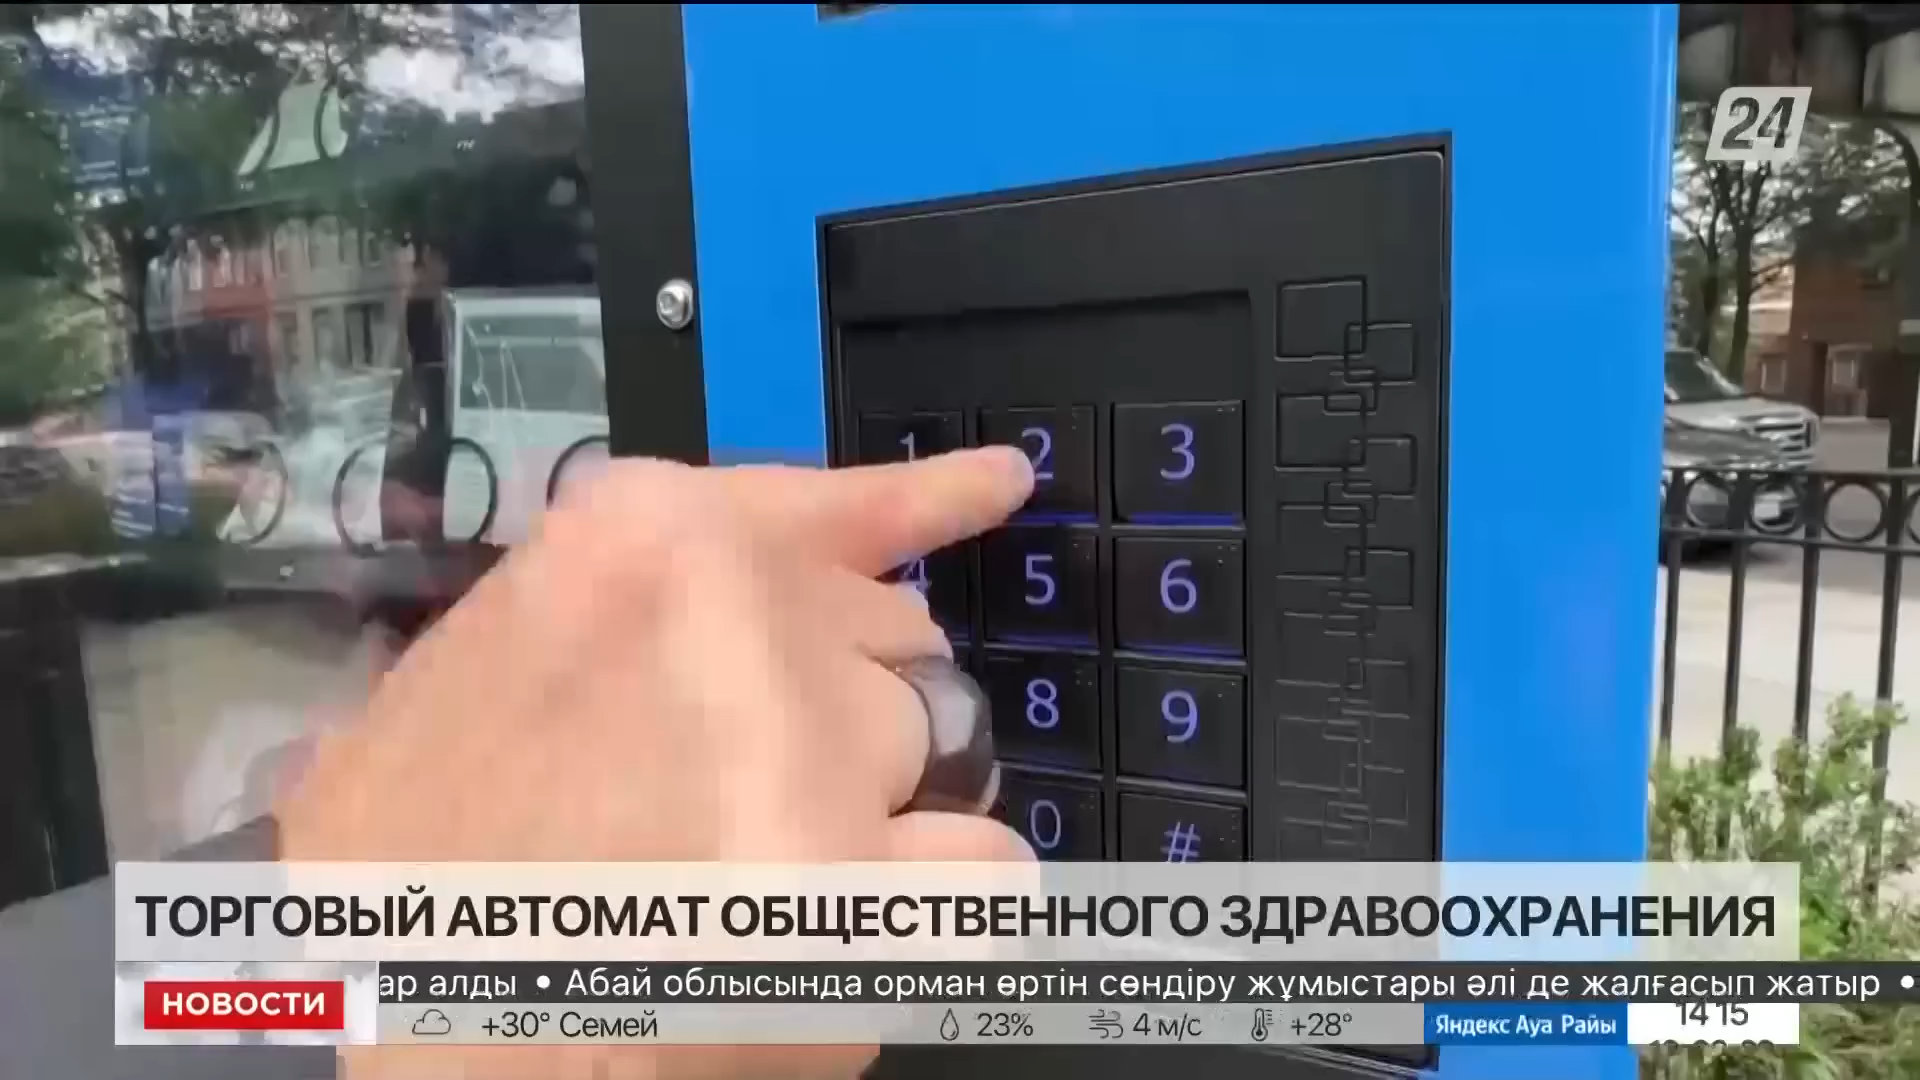 24
1 2 3
4 5 6
8 9
0 #
ТОРГОВЫЙ АВТОМАТ ОБЩЕСТВЕННОГО ЗДРАВООХРАНЕНИЯ
НОВОСТИ
ар алды • Абай облысында орман өртін сөндіру жұмыстары әлі де жалғасып жатыр •
+30° Семей 23% 4 м/с +28° Яндекс Ауа Райы 14 15